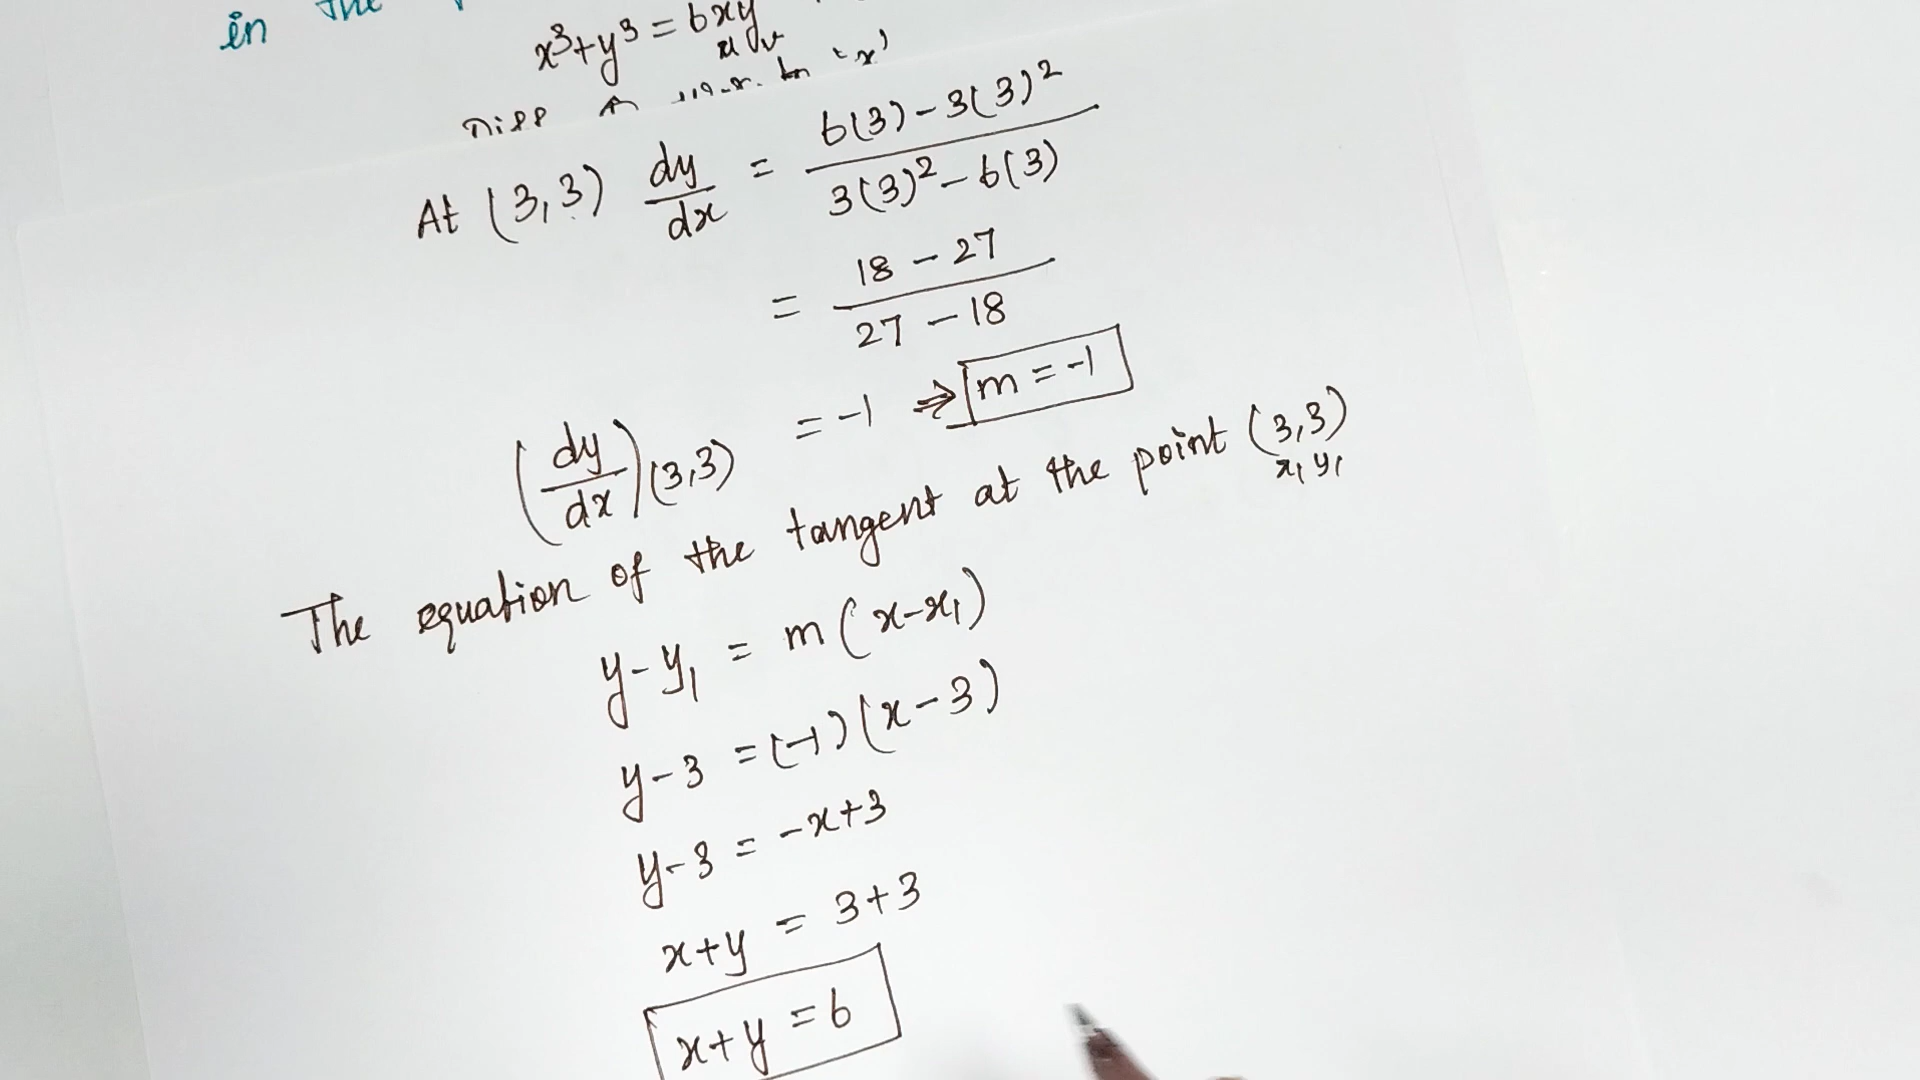 in the
x³+y³ = 6xy
u v
At (3,3) dy/dx = (6(3)-3(3)²)/(3(3)²-6(3))
= (18-27)/(27-18)
(dy/dx)(3,3) = -1 ⇒ m = -1
The equation of the tangent at the point (3,3)
x₁ y₁
y-y₁ = m(x-x₁)
y-3 = (-1)(x-3)
y-3 = -x+3
x+y = 3+3
x+y = 6